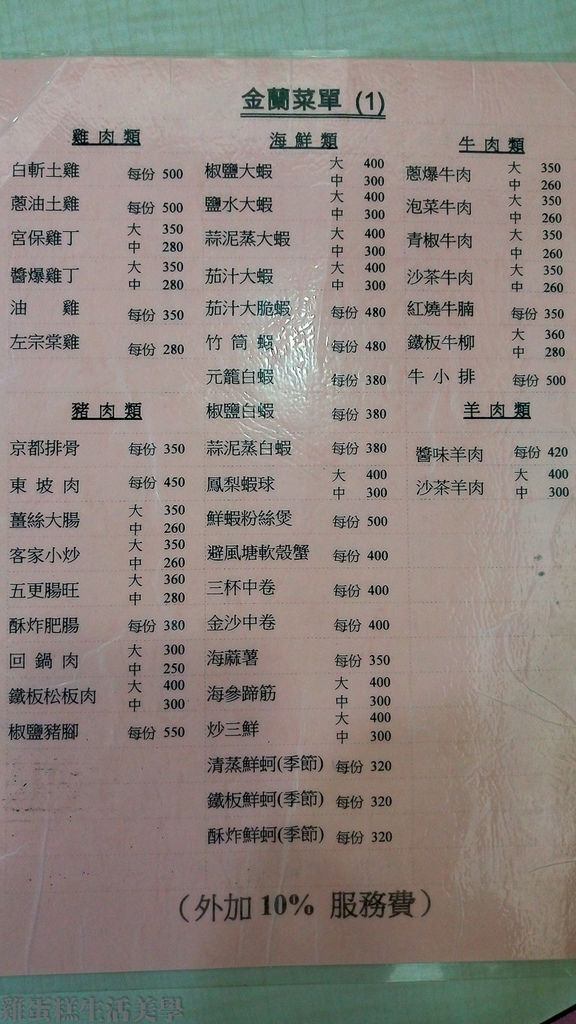 金蘭菜單 (1)
雞肉類
白斬土雞 每份 500
蔥油土雞 每份 500
宮保雞丁 大 350 中 280
醬爆雞丁 大 350 中 280
油雞 每份 350
左宗棠雞 每份 280
豬肉類
京都排骨 每份 350
東坡肉 每份 450
薑絲大腸 大 350 中 260
客家小炒 大 350 中 260
五更腸旺 大 360 中 280
酥炸肥腸 每份 380
回鍋肉 大 300 中 250
鐵板松板肉 大 400 中 300
椒鹽豬腳 每份 550
海鮮類
椒鹽大蝦 大 400 中 300
鹽水大蝦 大 400 中 300
蒜泥蒸大蝦 大 400 中 300
茄汁大蝦 大 400 中 300
茄汁大脆蝦 每份 480
竹筒蝦 每份 480
元籠白蝦 每份 380
椒鹽白蝦 每份 380
蒜泥蒸白蝦 每份 380
鳳梨蝦球 大 400 中 300
鮮蝦粉絲煲 每份 500
避風塘軟殼蟹 每份 400
三杯中卷 每份 400
金沙中卷 每份 400
海蔴薯 每份 350
海參蹄筋 大 400 中 300
炒三鮮 大 400 中 300
清蒸鮮蚵(季節) 每份 320
鐵板鮮蚵(季節) 每份 320
酥炸鮮蚵(季節) 每份 320
牛肉類
蔥爆牛肉 大 350 中 260
泡菜牛肉 大 350 中 260
青椒牛肉 大 350 中 260
沙茶牛肉 大 350 中 260
紅燒牛腩 每份 350
鐵板牛柳 大 360 中 280
牛小排 每份 500
羊肉類
醬味羊肉 每份 420
沙茶羊肉 大 400 中 300
(外加 10% 服務費)
雞蛋糕生活美學